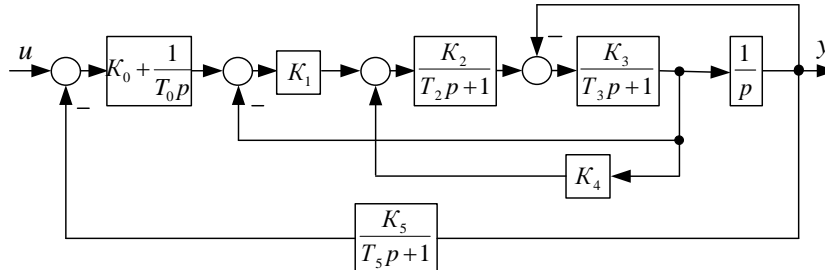 u
−
K₀ + 1/(T₀p)
−
K₁
K₂/(T₂p+1)
−
K₃/(T₃p+1)
1/p
y
K₄
K₅/(T₅p+1)